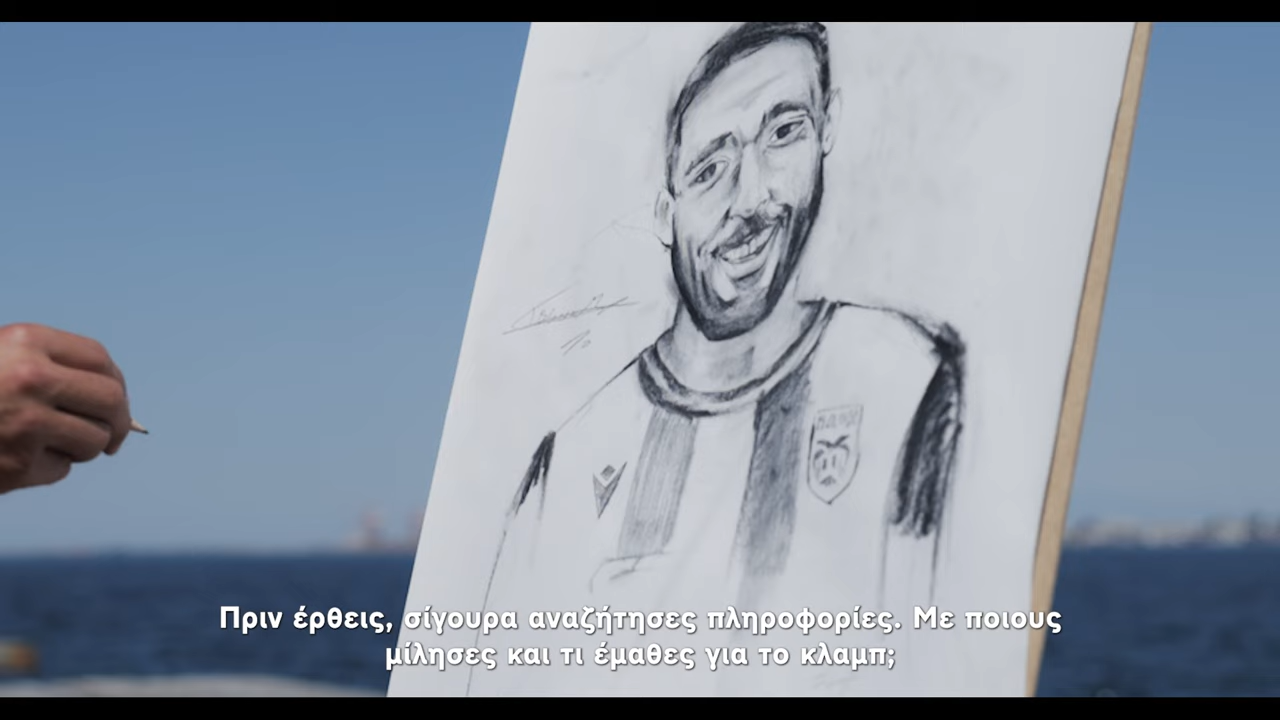 Πριν έρθεις, σίγουρα αναζήτησες πληροφορίες. Με ποιους
μίλησες και τι έμαθες για το κλαμπ;